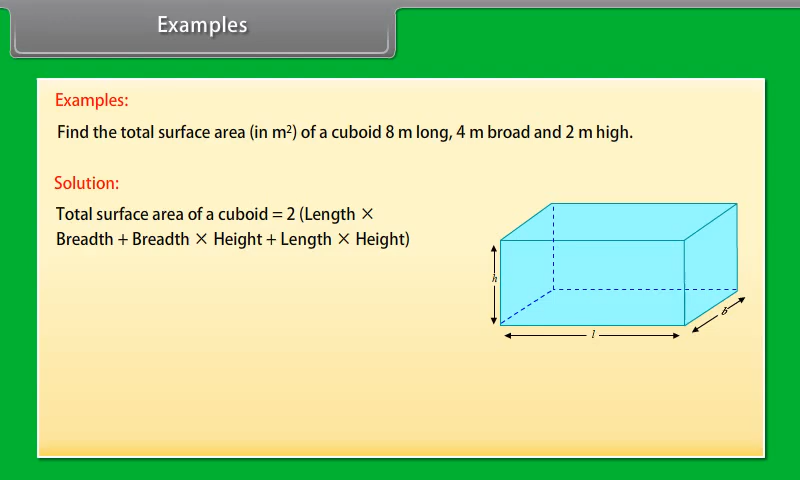 Examples
Examples:
Find the total surface area (in m²) of a cuboid 8 m long, 4 m broad and 2 m high.
Solution:
Total surface area of a cuboid = 2 (Length ×
Breadth + Breadth × Height + Length × Height)
h
b
l